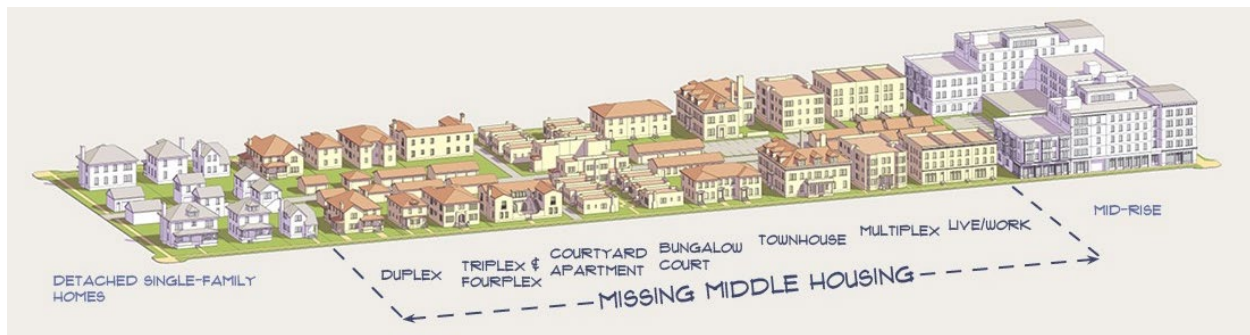 DETACHED SINGLE-FAMILY
HOMES
DUPLEX
TRIPLEX &
FOURPLEX
COURTYARD
APARTMENT
BUNGALOW
COURT
TOWNHOUSE
MULTIPLEX
LIVE/WORK
MID-RISE
MISSING MIDDLE HOUSING